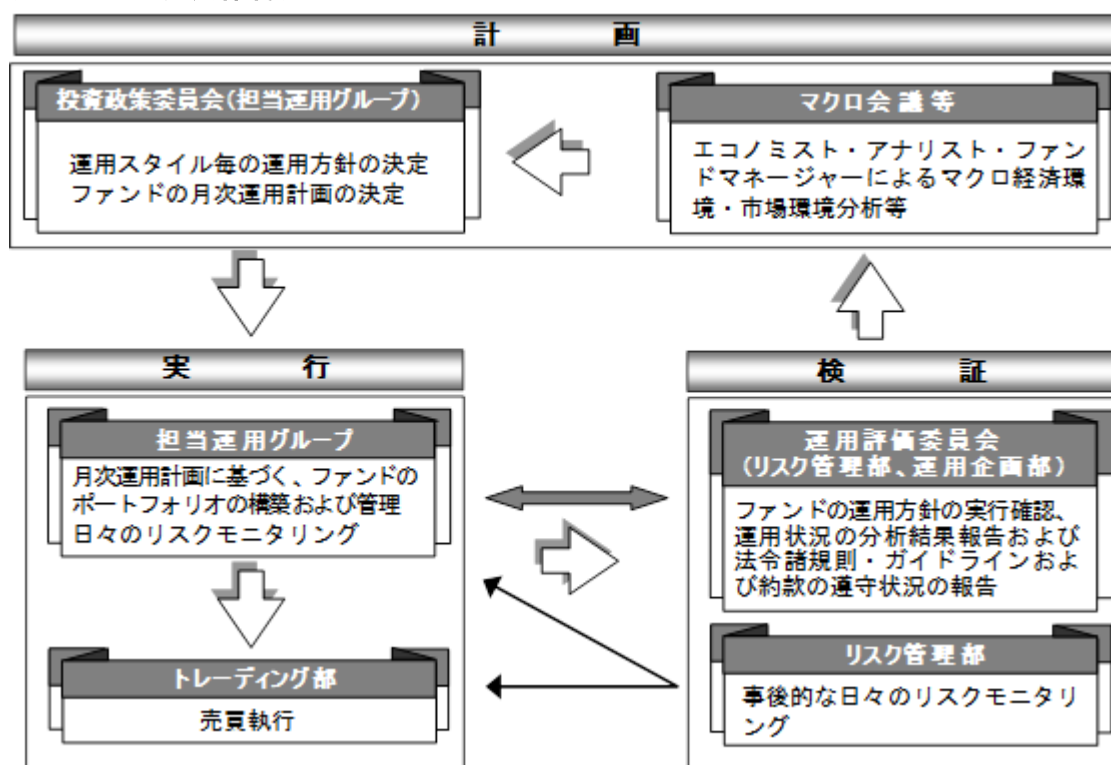 計 画
投資政策委員会(担当運用グループ)
運用スタイル毎の運用方針の決定
ファンドの月次運用計画の決定
マクロ会議等
エコノミスト・アナリスト・ファン
ドマネージャーによるマクロ経済環
境・市場環境分析等
実 行
担当運用グループ
月次運用計画に基づく、ファンドの
ポートフォリオの構築および管理
日々のリスクモニタリング
トレーディング部
売買執行
検 証
運用評価委員会
(リスク管理部、運用企画部)
ファンドの運用方針の実行確認、
運用状況の分析結果報告および
法令諸規則・ガイドラインおよ
び約款の遵守状況の報告
リスク管理部
事後的な日々のリスクモニタリ
ング